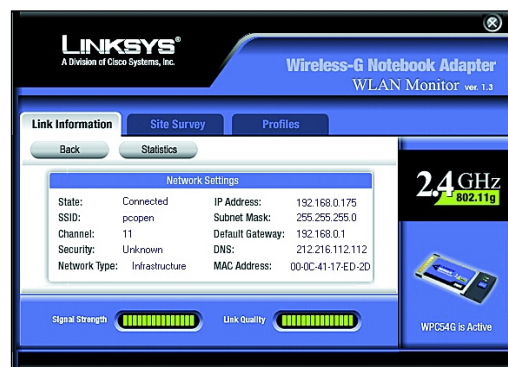 LINKSYS®
A Division of Cisco Systems, Inc.
Wireless-G Notebook Adapter
WLAN Monitor ver. 1.3
Link Information
Site Survey
Profiles
Back
Statistics
Network Settings
State: Connected IP Address: 192.168.0.175
SSID: pcopen Subnet Mask: 255.255.255.0
Channel: 11 Default Gateway: 192.168.0.1
Security: Unknown DNS: 212.216.112.112
Network Type: Infrastructure MAC Address: 00-0C-41-17-ED-2D
2.4 GHz
802.11g
Signal Strength
Link Quality
WPC54G is Active